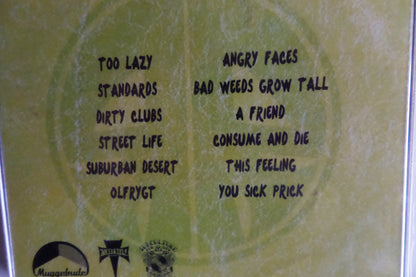 TOO LAZY
STANDARDS
DIRTY CLUBS
STREET LIFE
SUBURBAN DESERT
OLFRYGT
ANGRY FACES
BAD WEEDS GROW TALL
A FRIEND
CONSUME AND DIE
THIS FEELING
YOU SICK PRICK